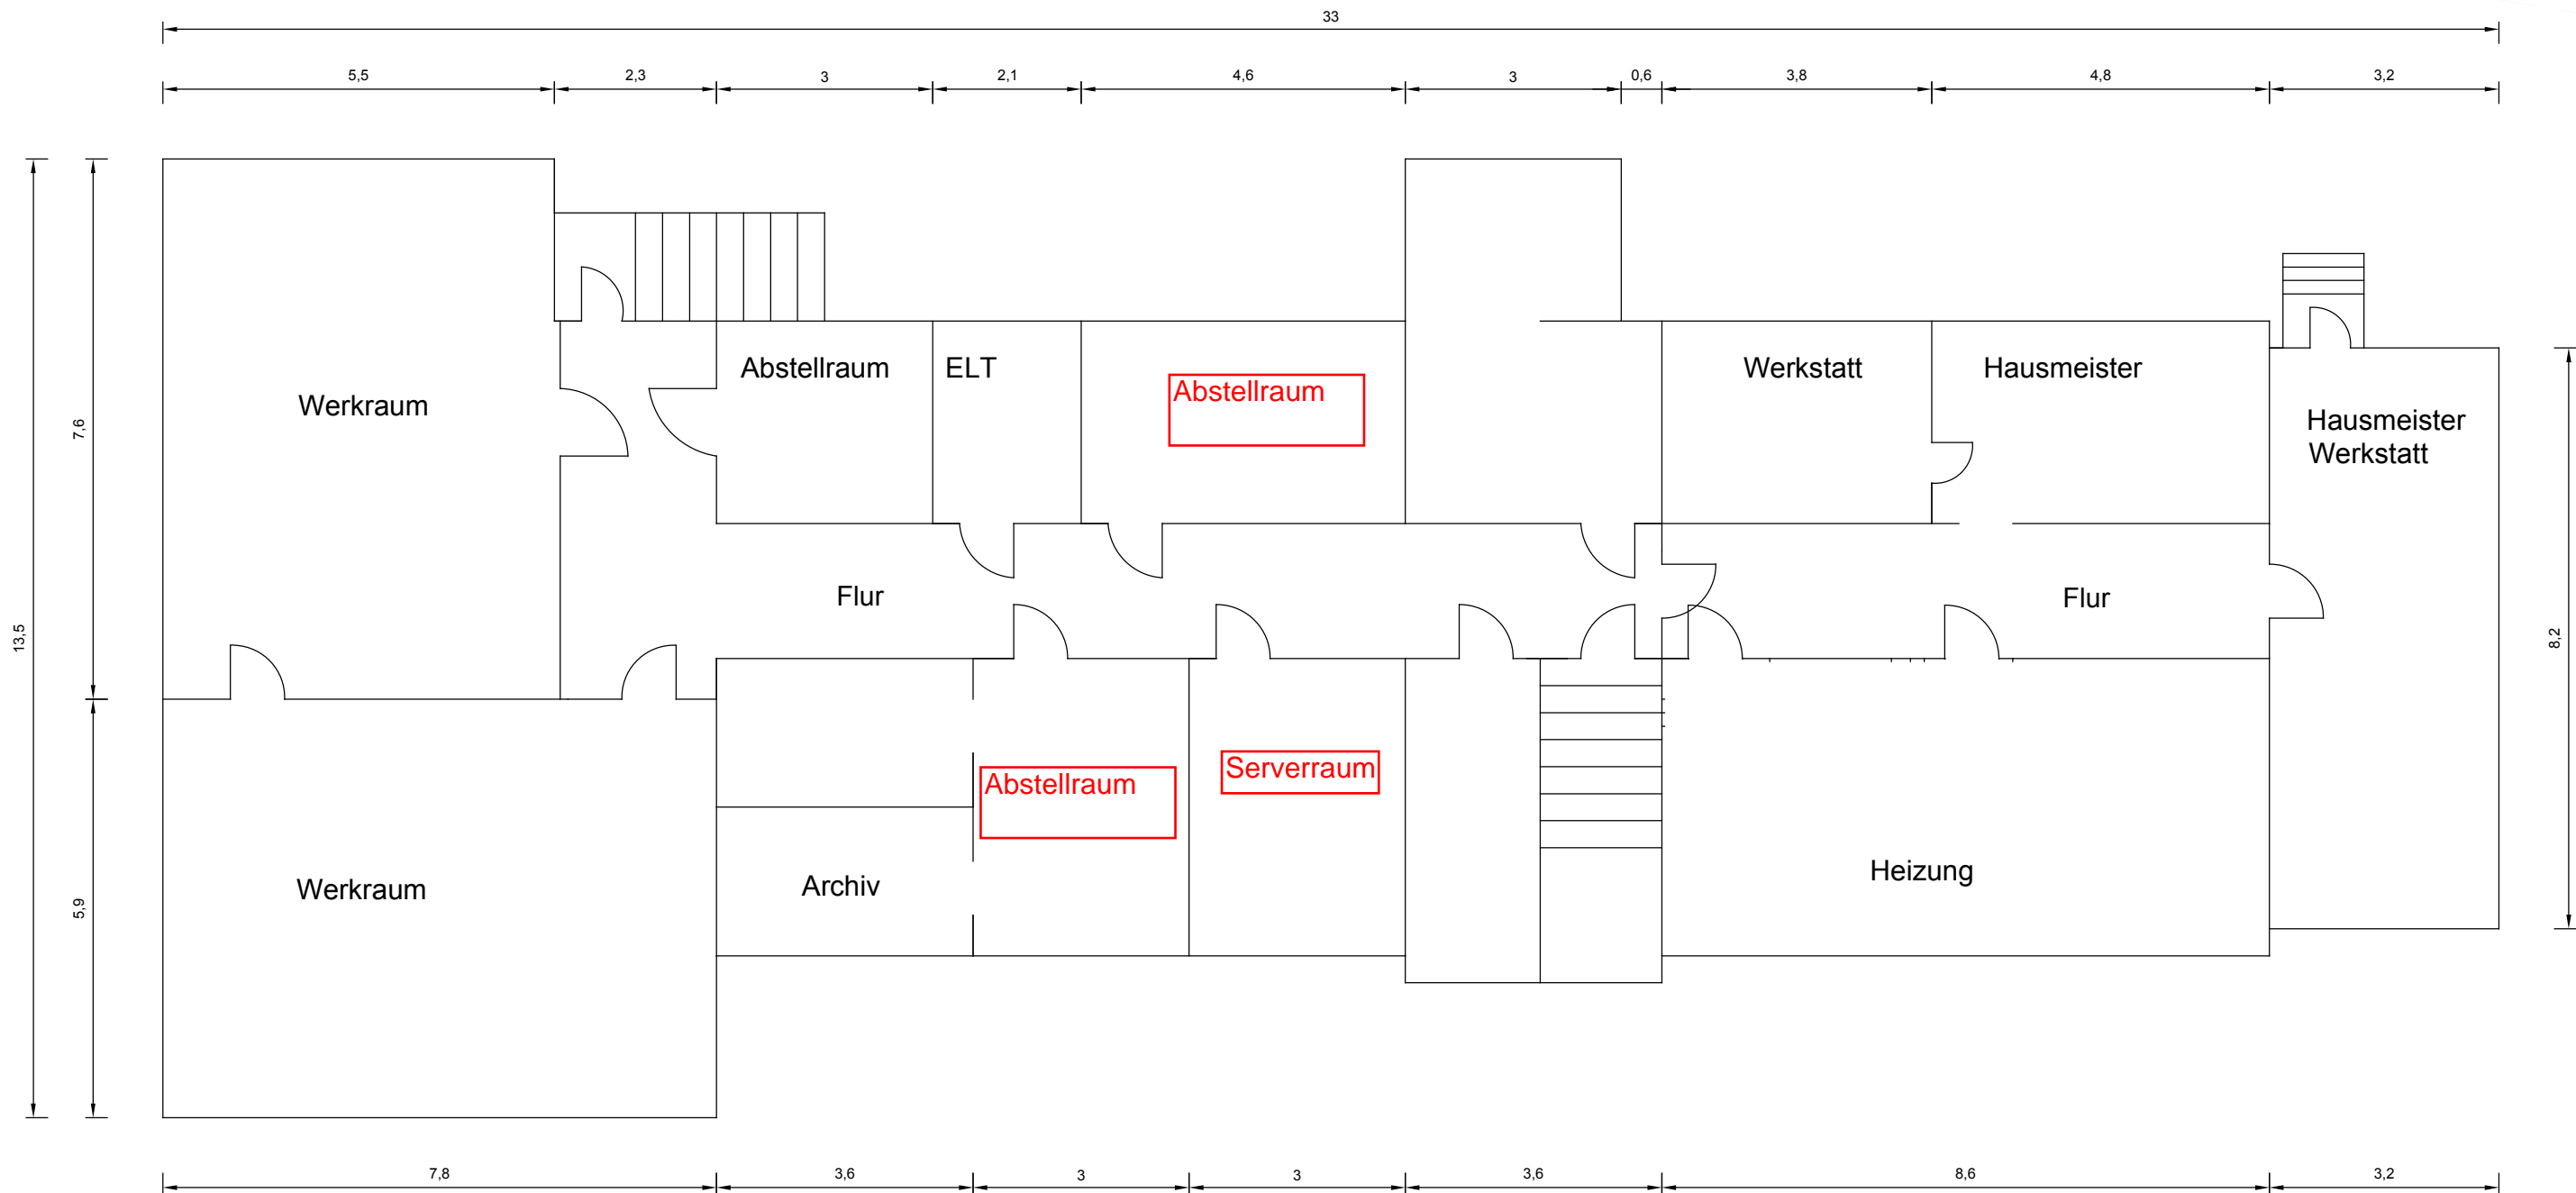 33
5,5
2,3
3
2,1
4,6
3
0,6
3,8
4,8
3,2
Abstellraum
ELT
Abstellraum
Werkstatt
Hausmeister
Werkraum
Hausmeister
Werkstatt
7,6
13,5
Flur
Flur
8,2
Abstellraum
Serverraum
Werkraum
Archiv
Heizung
5,9
7,8
3,6
3
3
3,6
8,6
3,2